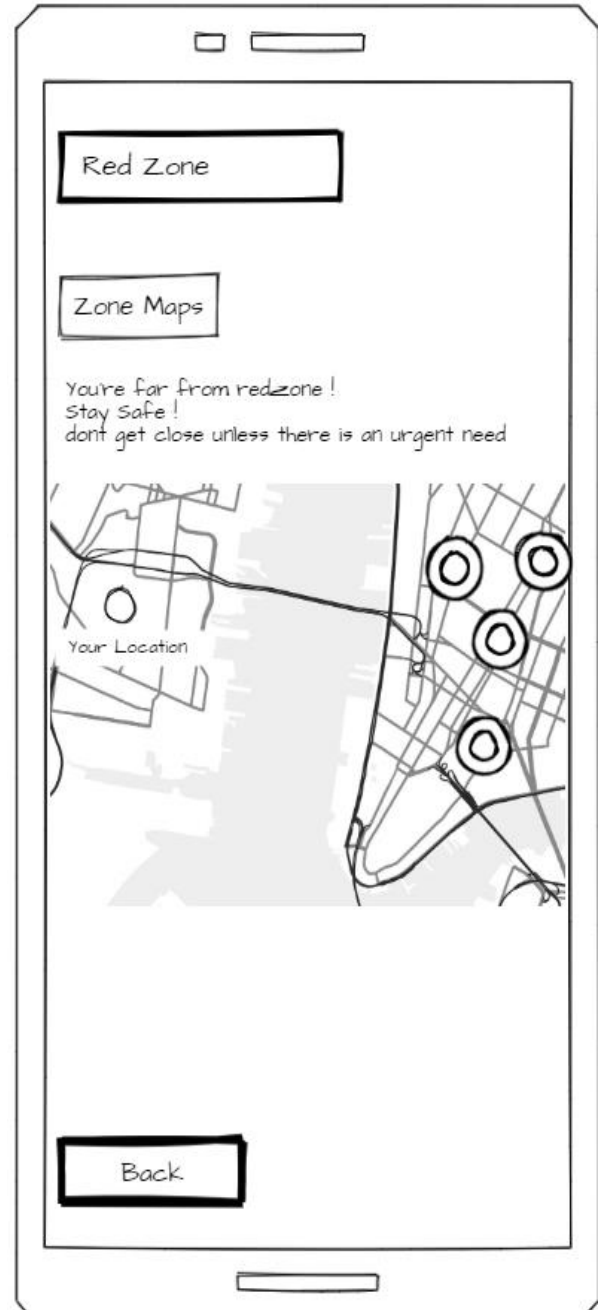 Red Zone
Zone Maps
You're far from redzone !
Stay Safe !
dont get close unless there is an urgent need
Your Location
Back